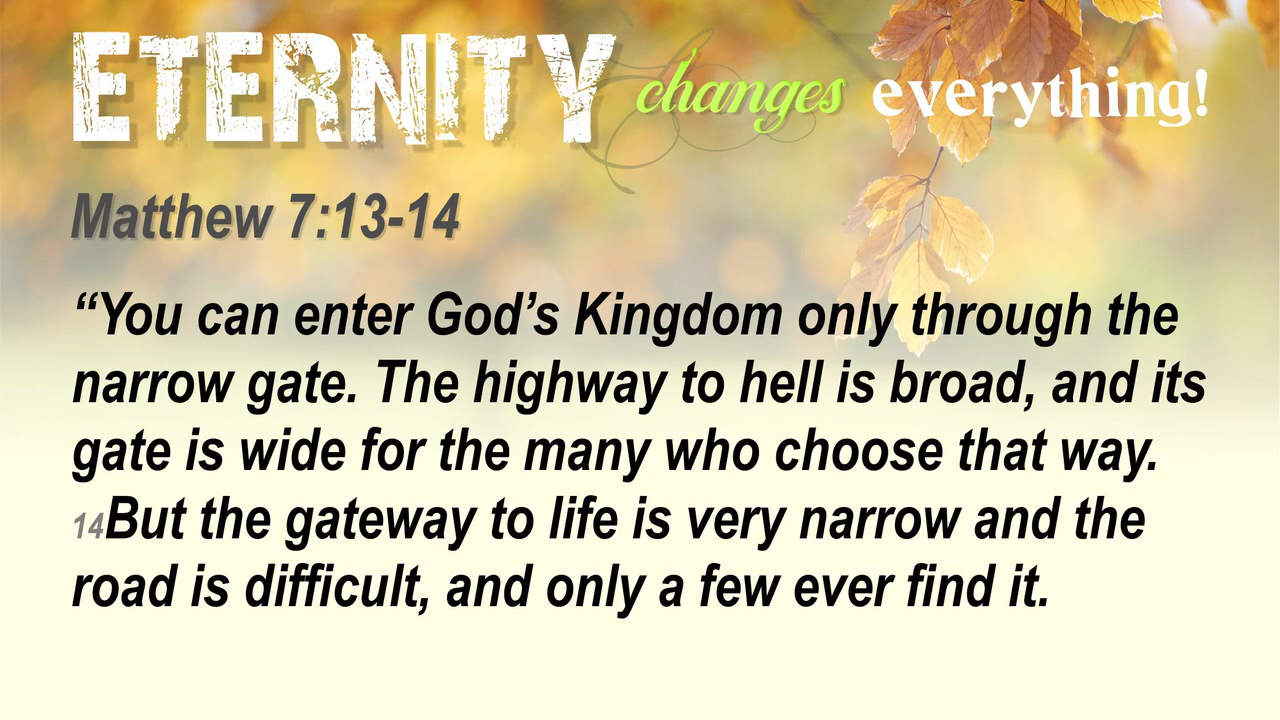 ETERNITY changes everything!
Matthew 7:13-14
“You can enter God’s Kingdom only through the
narrow gate. The highway to hell is broad, and its
gate is wide for the many who choose that way.
14But the gateway to life is very narrow and the
road is difficult, and only a few ever find it.